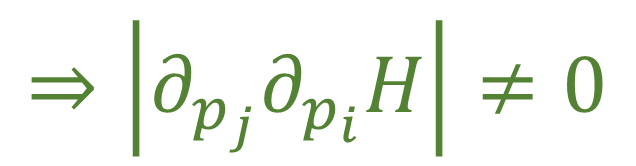 ⇒ |∂_{p_j} ∂_{p_i} H| ≠ 0